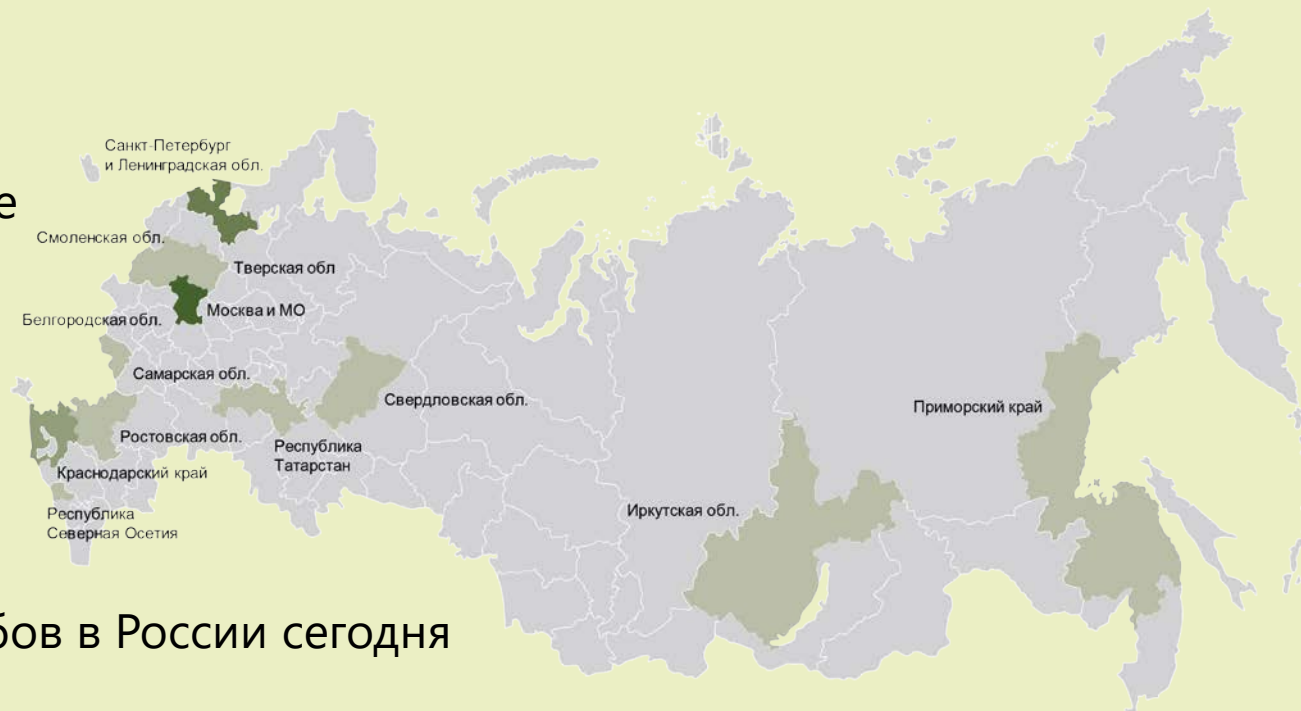 Санкт-Петербург
и Ленинградская обл.
е
Смоленская обл.
Тверская обл
Москва и МО
Белгородская обл.
Самарская обл.
Свердловская обл.
Приморский край
Ростовская обл.
Республика
Татарстан
Краснодарский край
Иркутская обл.
Республика
Северная Осетия
бов в России сегодня